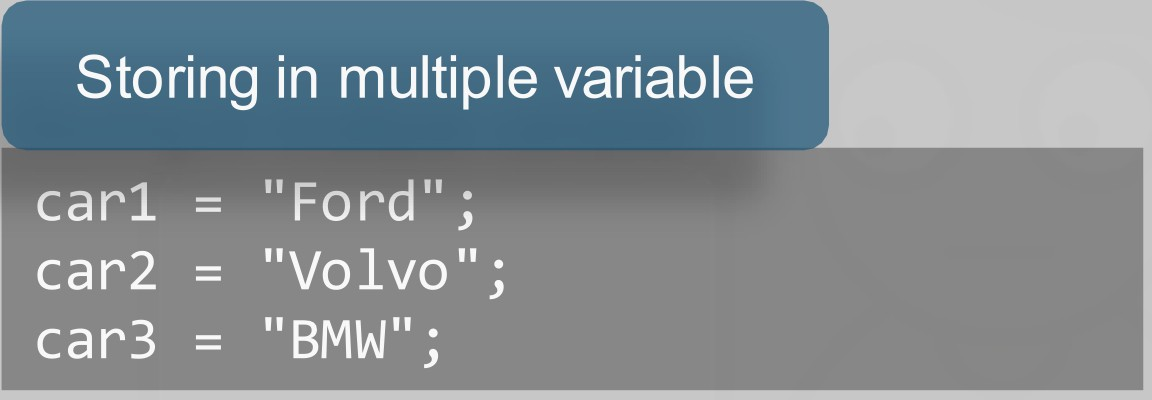 Storing in multiple variable
car1 = "Ford";
car2 = "Volvo";
car3 = "BMW";